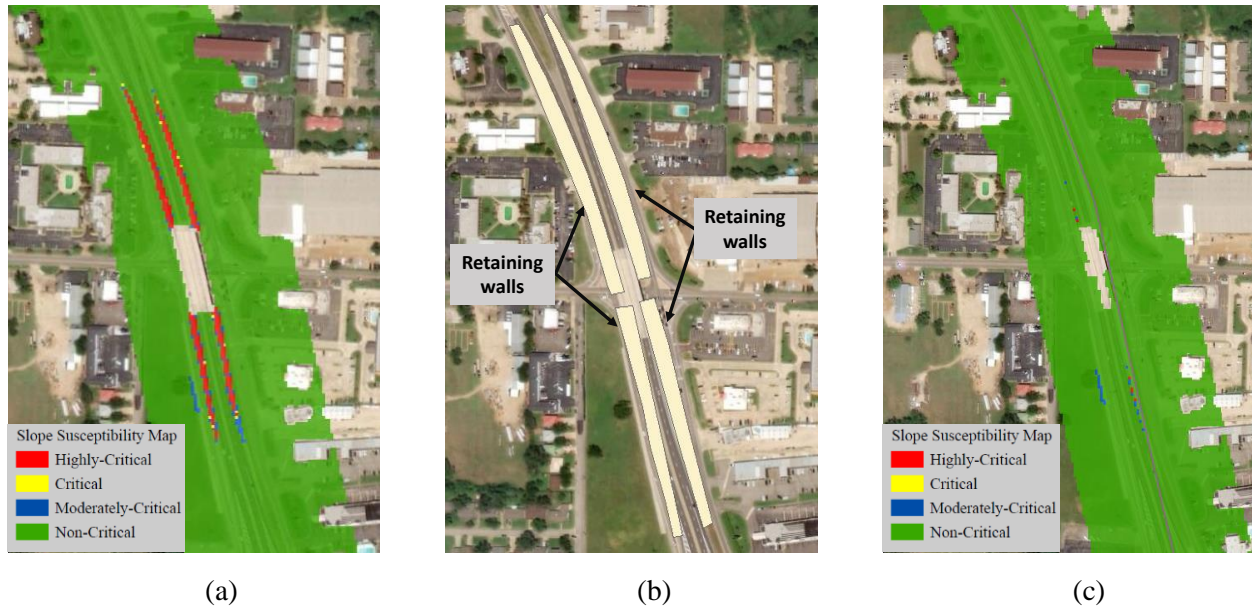 Slope Susceptibility Map
Highly-Critical
Critical
Moderately-Critical
Non-Critical
(a)
Retaining
walls
Retaining
walls
(b)
Slope Susceptibility Map
Highly-Critical
Critical
Moderately-Critical
Non-Critical
(c)